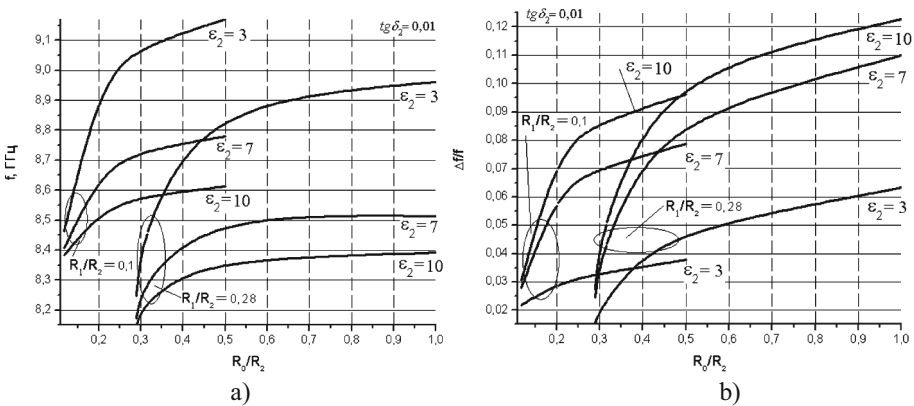 tgδ₂=0,01
9,1
9,0
8,9
8,8
8,7
8,6
8,5
8,4
8,3
8,2
f, ГГц
ε₂=3
ε₂=3
ε₂=7
ε₂=10
R₁/R₂=0,1
R₁/R₂=0,28
ε₂=7
ε₂=10
0,2 0,3 0,4 0,5 0,6 0,7 0,8 0,9 1,0
R₀/R₂
a)
tgδ₂=0,01
0,12
0,11
0,10
0,09
0,08
0,07
0,06
0,05
0,04
0,03
0,02
Δf/f
ε₂=10
ε₂=10
ε₂=7
R₁/R₂=0,1
ε₂=7
R₁/R₂=0,28
ε₂=3
ε₂=3
0,2 0,3 0,4 0,5 0,6 0,7 0,8 0,9 1,0
R₀/R₂
b)